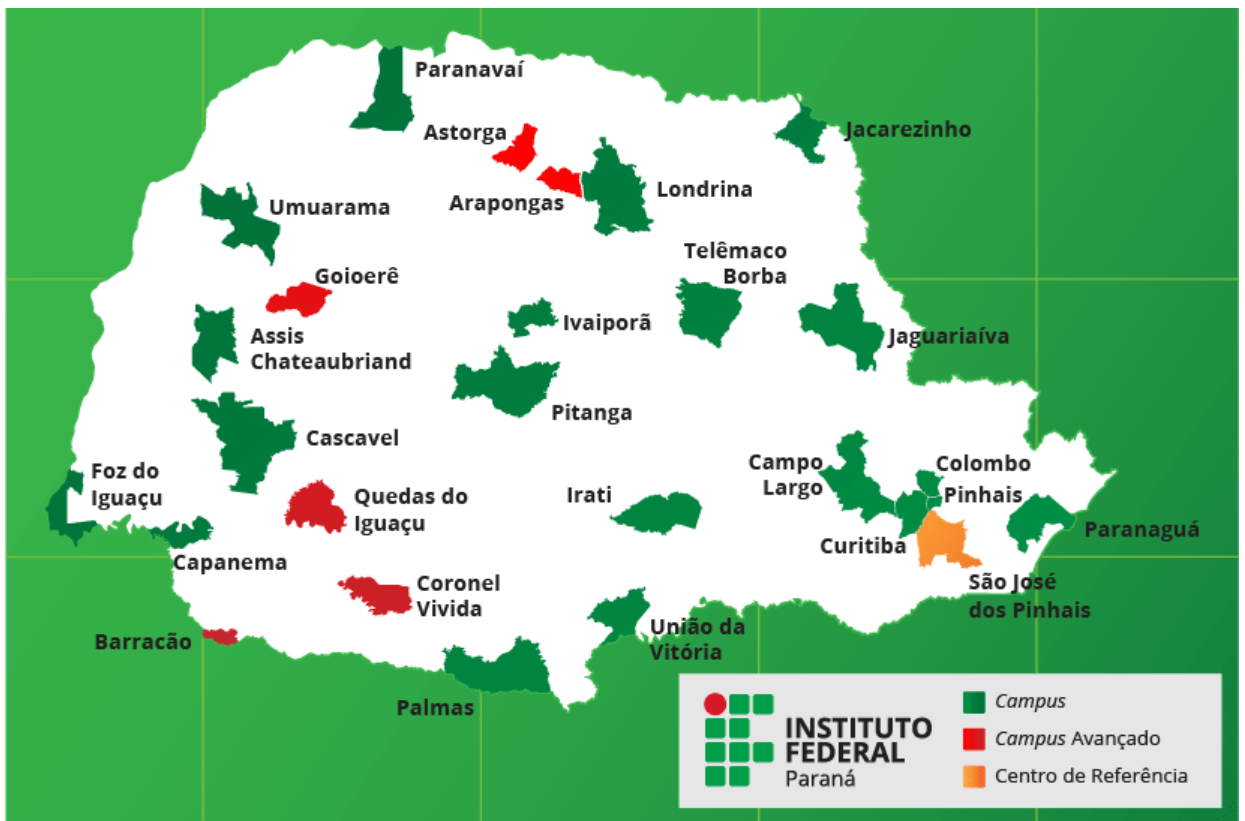 Paranavaí
Astorga
Jacarezinho
Arapongas
Londrina
Umuarama
Telêmaco
Borba
Goioerê
Ivaiporã
Assis
Chateaubriand
Jaguariaíva
Pitanga
Cascavel
Foz do
Iguaçu
Campo
Largo
Colombo
Pinhais
Quedas do
Iguaçu
Irati
Paranaguá
Curitiba
Capanema
São José
dos Pinhais
Coronel
Vivida
Barracão
União da
Vitória
Palmas
INSTITUTO
FEDERAL
Paraná
Campus
Campus Avançado
Centro de Referência